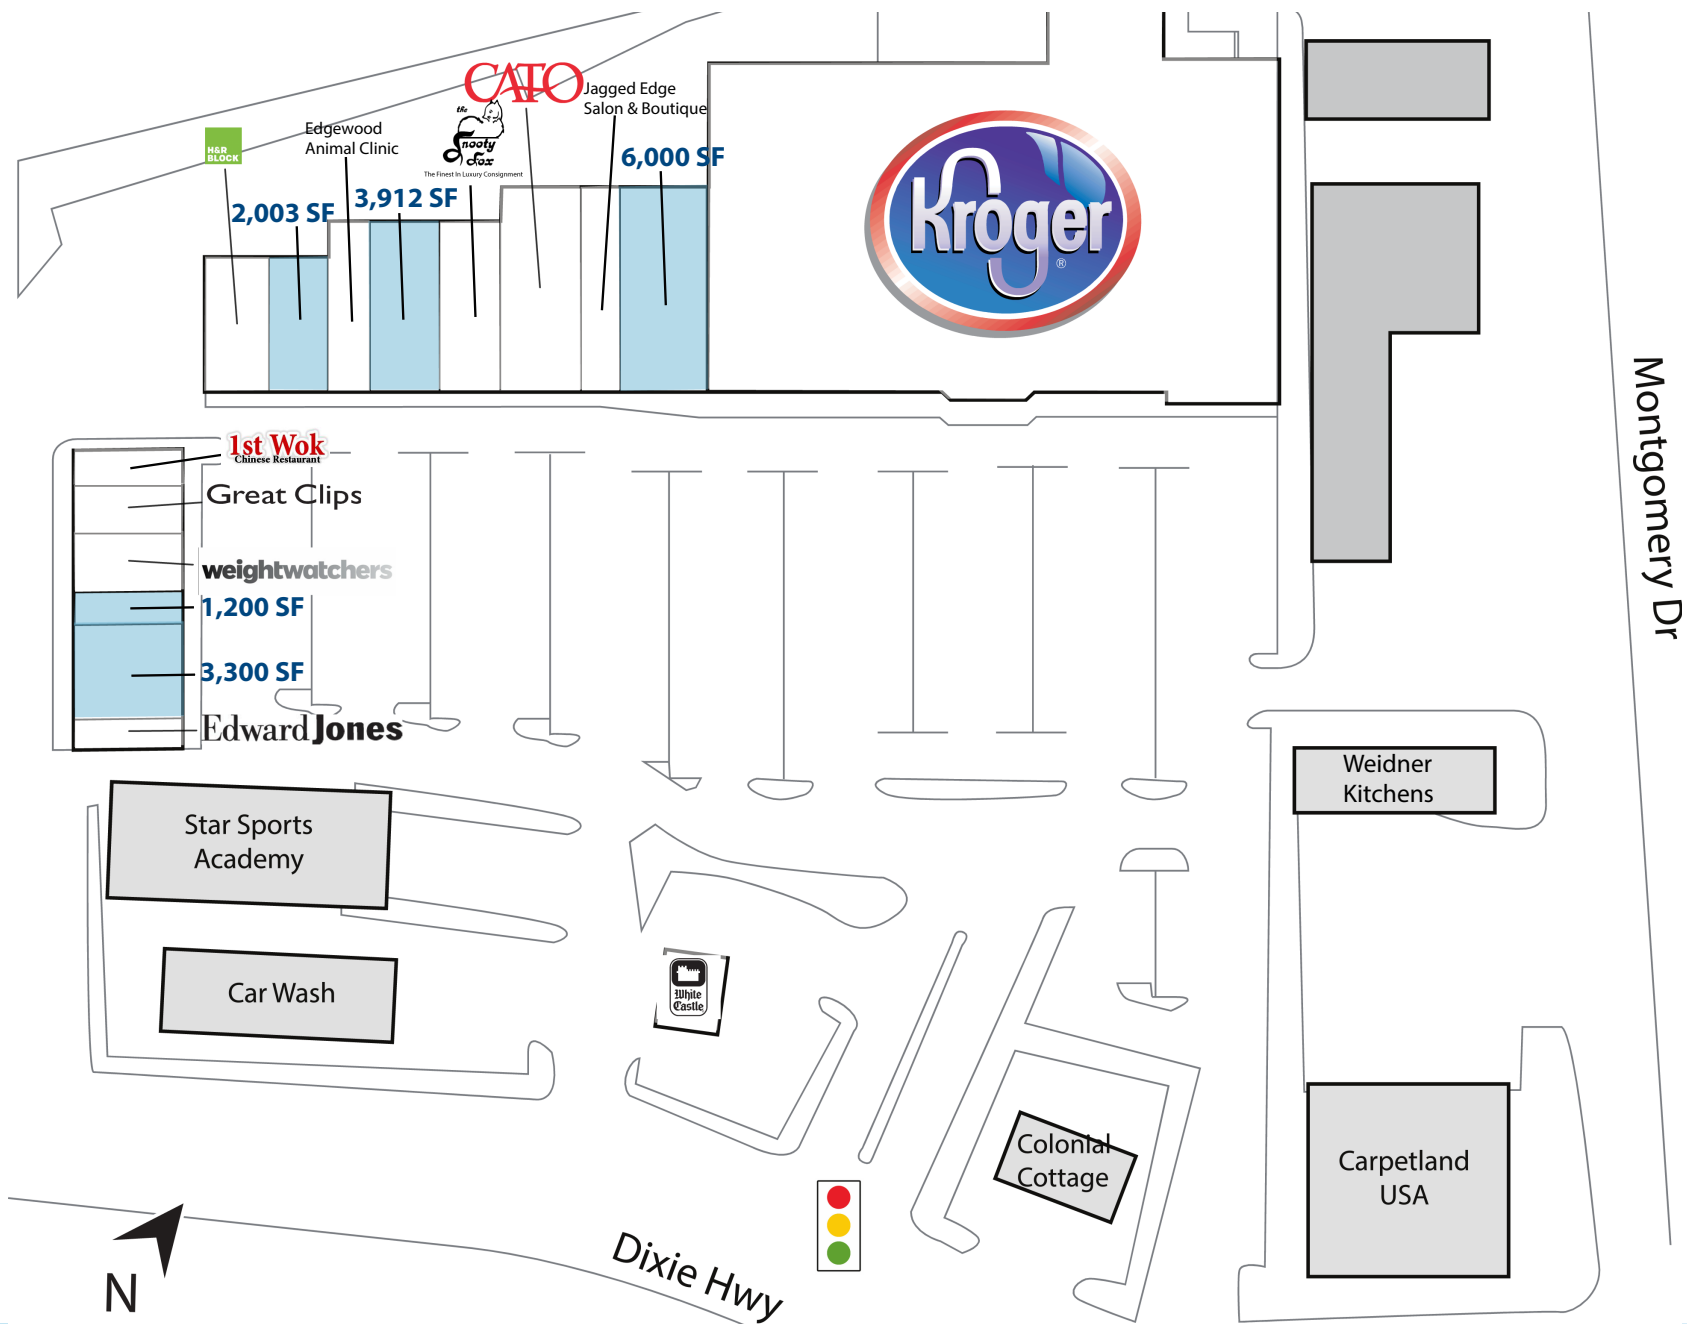 CATO
Jagged Edge
Salon & Boutique
the
Snooty
Fox
The Finest In Luxury Consignment
H&R
BLOCK
Edgewood
Animal Clinic
6,000 SF
3,912 SF
2,003 SF
Kroger
®
1st Wok
Chinese Restaurant
Great Clips
weightwatchers
1,200 SF
3,300 SF
Edward Jones
Montgomery Dr
Weidner
Kitchens
Star Sports
Academy
Car Wash
White
Castle
Colonial
Cottage
Carpetland
USA
Dixie Hwy
N